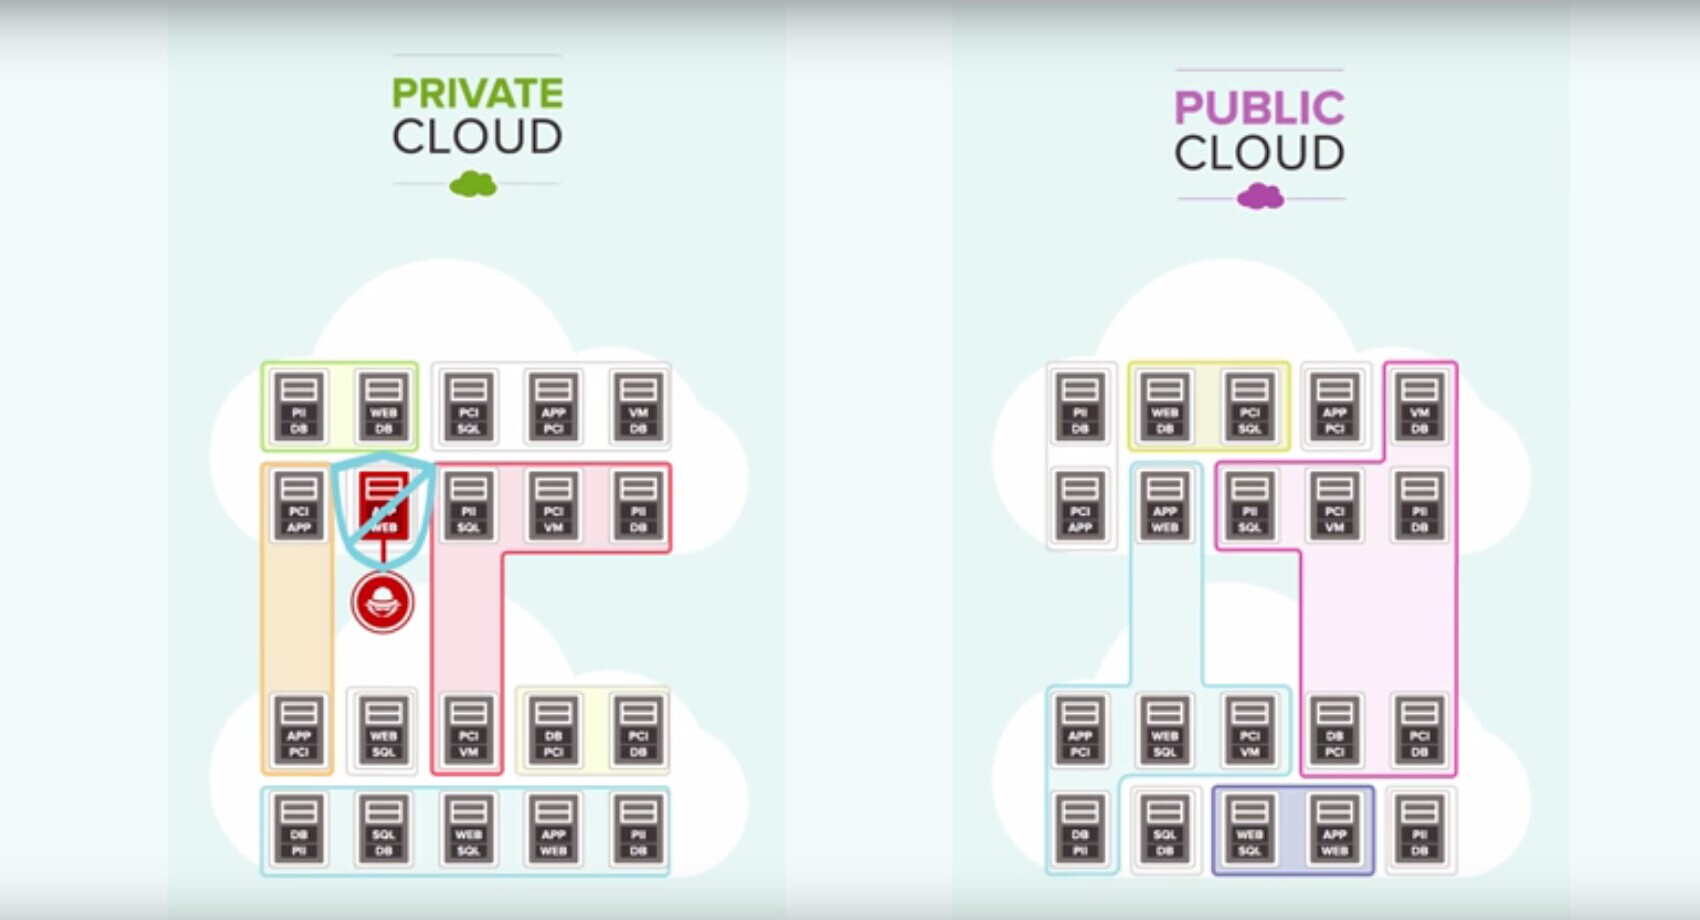 PRIVATE
CLOUD
PII
DB
WEB
DB
PCI
SQL
APP
PCI
VM
DB
PCI
APP
APP
WEB
PII
SQL
PCI
VM
PII
DB
APP
PCI
WEB
SQL
PCI
VM
DB
PCI
PCI
DB
DB
PII
SQL
DB
WEB
SQL
APP
WEB
PII
DB
PUBLIC
CLOUD
PII
DB
WEB
DB
PCI
SQL
APP
PCI
VM
DB
PCI
APP
APP
WEB
PII
SQL
PCI
VM
PII
DB
APP
PCI
WEB
SQL
PCI
VM
DB
PCI
PCI
DB
DB
PII
SQL
DB
WEB
SQL
APP
WEB
PII
DB